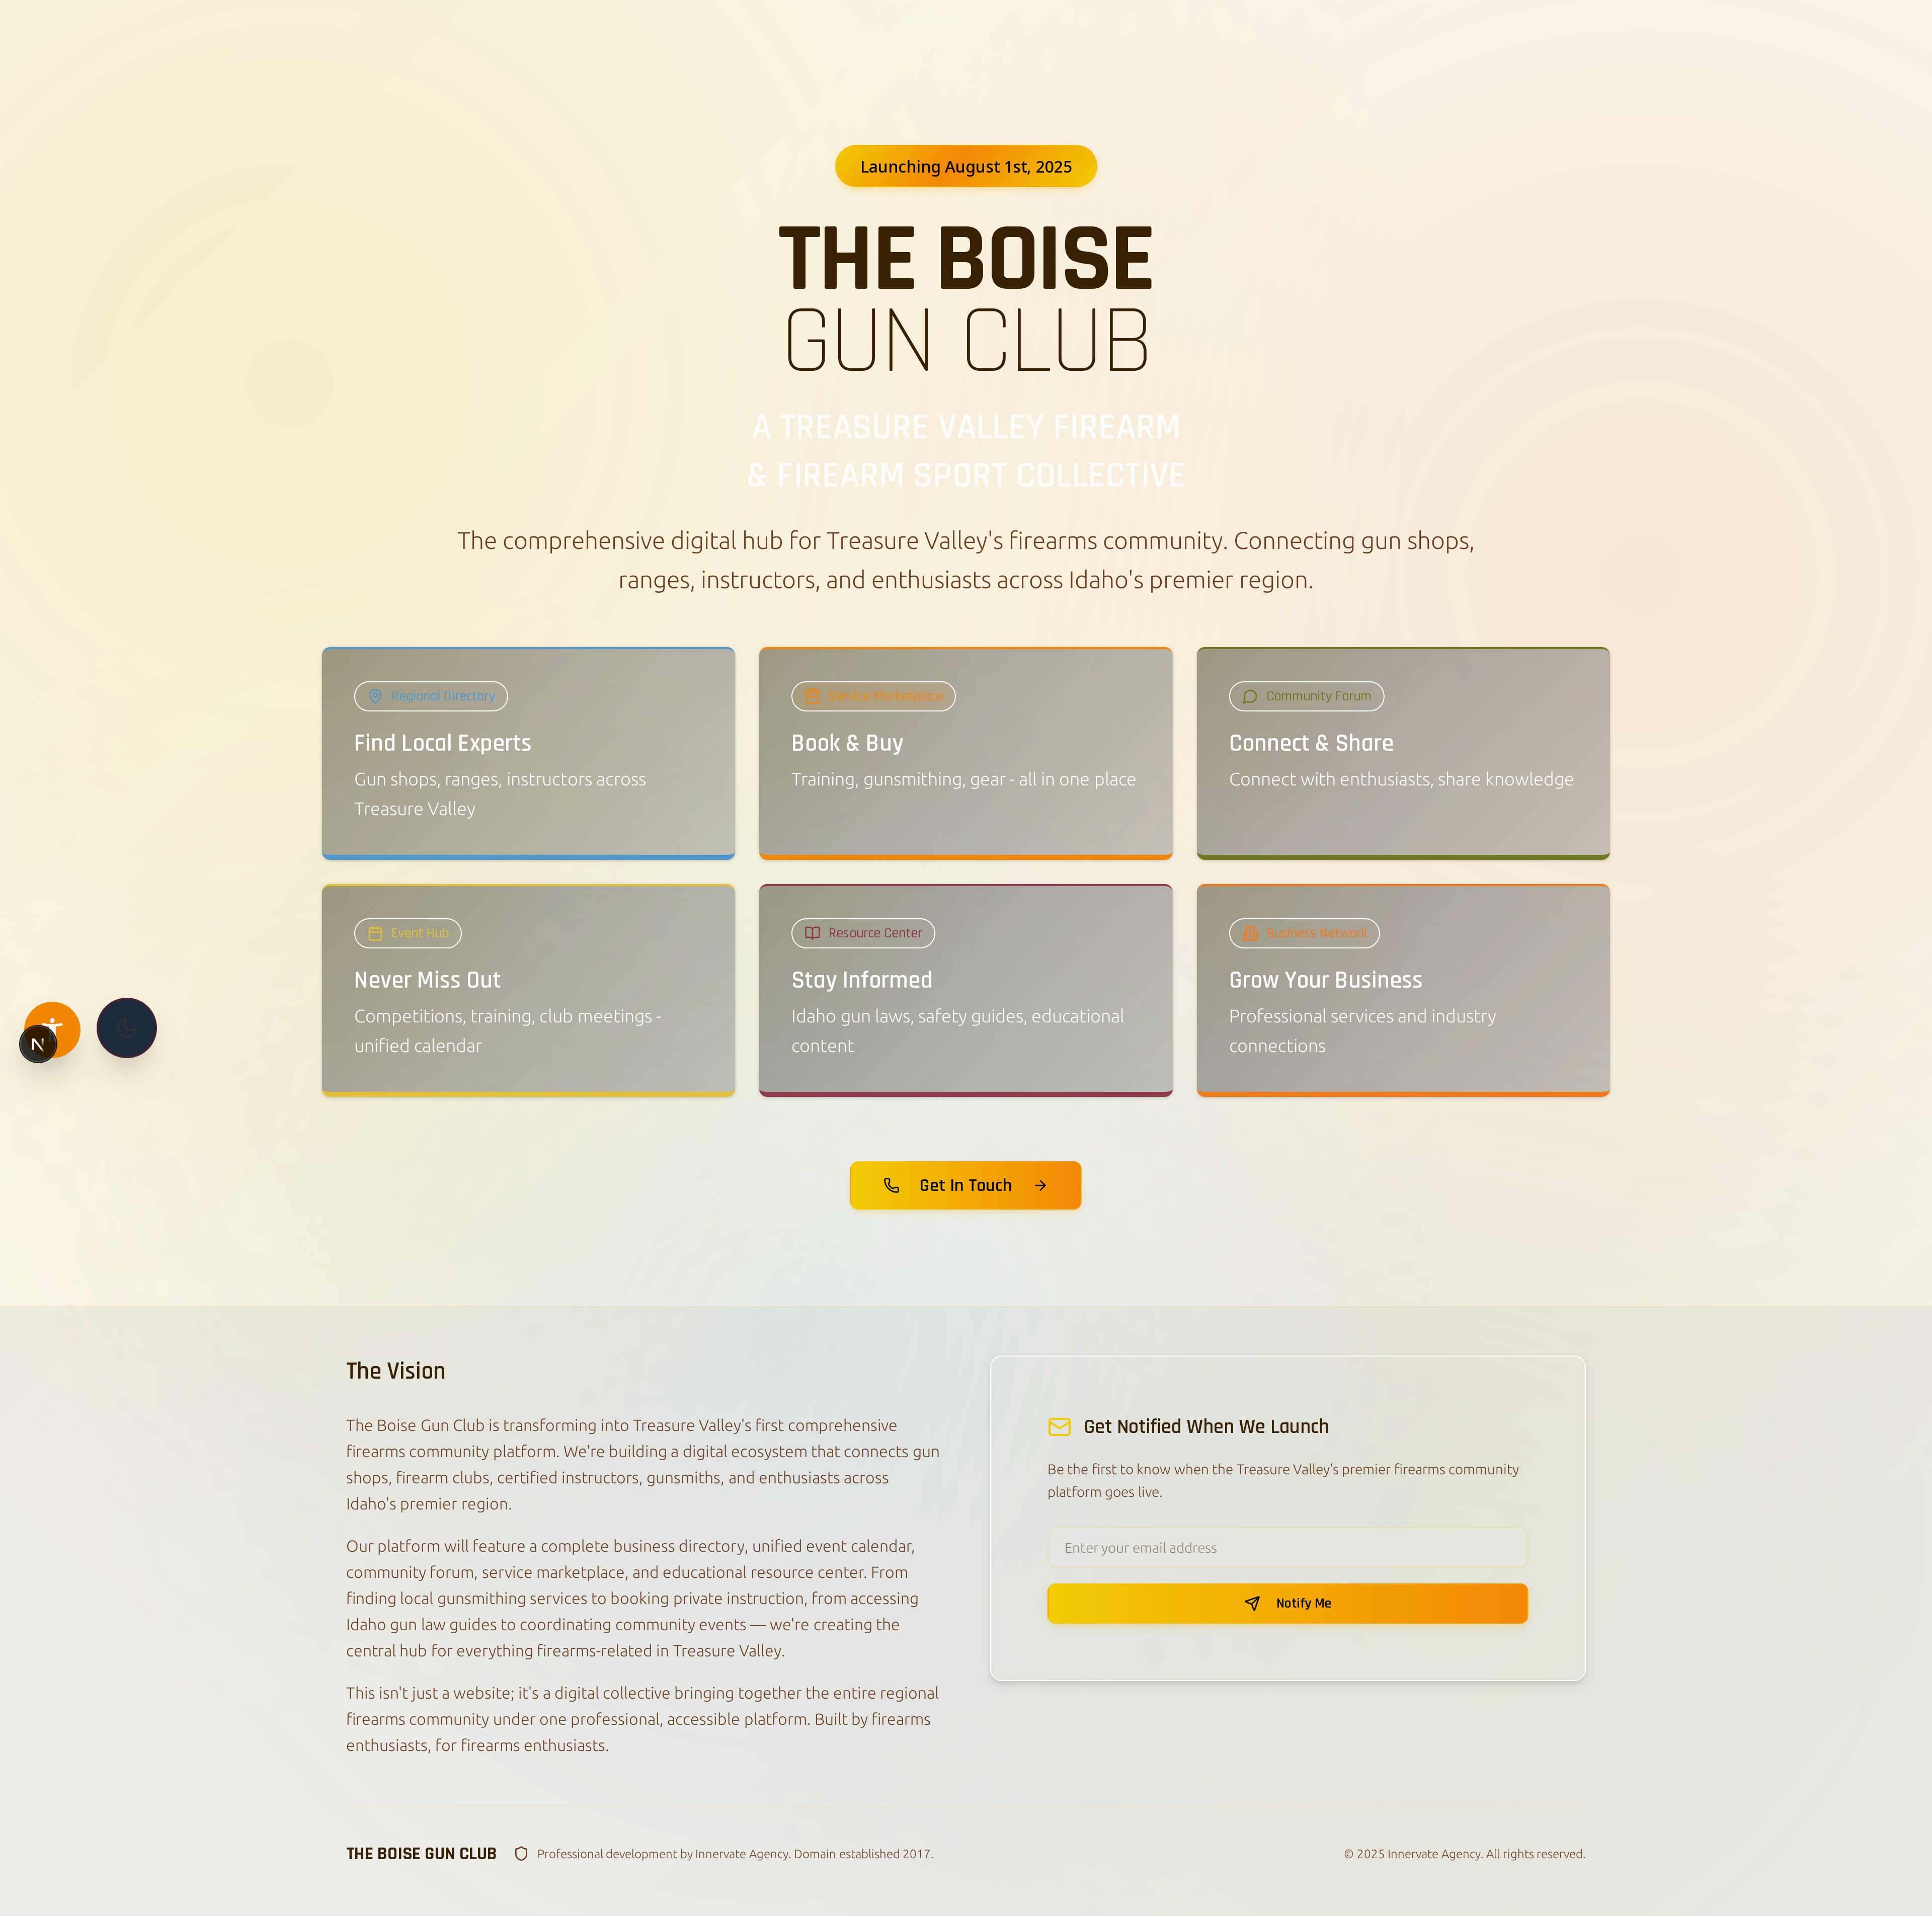 Launching August 1st, 2025
THE BOISE
GUN CLUB
A TREASURE VALLEY FIREARM
& FIREARM SPORT COLLECTIVE
The comprehensive digital hub for Treasure Valley's firearms community. Connecting gun shops,
ranges, instructors, and enthusiasts across Idaho's premier region.
Regional Directory
Find Local Experts
Gun shops, ranges, instructors across
Treasure Valley
Service Marketplace
Book & Buy
Training, gunsmithing, gear - all in one place
Community Forum
Connect & Share
Connect with enthusiasts, share knowledge
Event Hub
Never Miss Out
Competitions, training, club meetings -
unified calendar
Resource Center
Stay Informed
Idaho gun laws, safety guides, educational
content
Business Network
Grow Your Business
Professional services and industry
connections
N
Get In Touch
The Vision
The Boise Gun Club is transforming into Treasure Valley's first comprehensive
firearms community platform. We're building a digital ecosystem that connects gun
shops, firearm clubs, certified instructors, gunsmiths, and enthusiasts across
Idaho's premier region.
Our platform will feature a complete business directory, unified event calendar,
community forum, service marketplace, and educational resource center. From
finding local gunsmithing services to booking private instruction, from accessing
Idaho gun law guides to coordinating community events — we're creating the
central hub for everything firearms-related in Treasure Valley.
This isn't just a website; it's a digital collective bringing together the entire regional
firearms community under one professional, accessible platform. Built by firearms
enthusiasts, for firearms enthusiasts.
Get Notified When We Launch
Be the first to know when the Treasure Valley's premier firearms community
platform goes live.
Enter your email address
Notify Me
THE BOISE GUN CLUB
Professional development by Innervate Agency. Domain established 2017.
© 2025 Innervate Agency. All rights reserved.